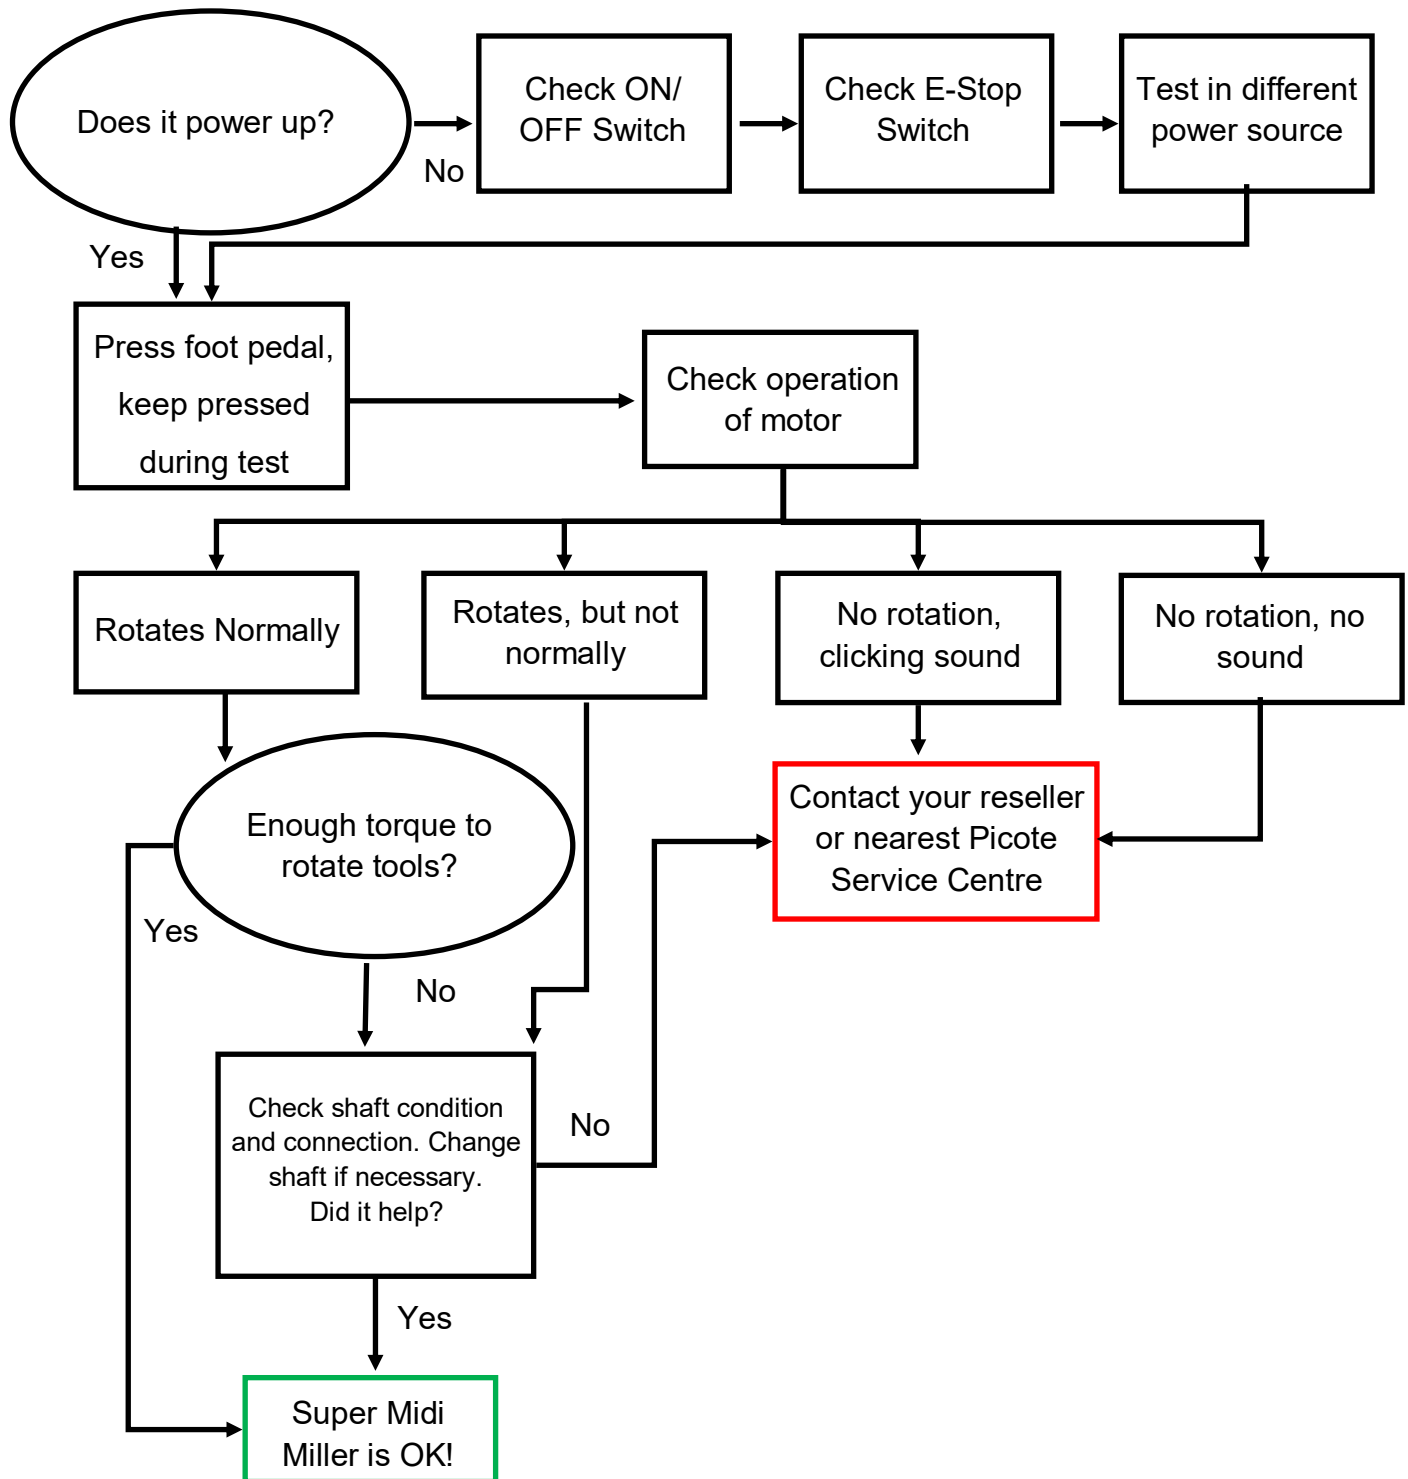 Does it power up?
No
Check ON/
OFF Switch
Check E-Stop
Switch
Test in different
power source
Yes
Press foot pedal,
keep pressed
during test
Check operation
of motor
Rotates Normally
Rotates, but not
normally
No rotation,
clicking sound
No rotation, no
sound
Enough torque to
rotate tools?
Contact your reseller
or nearest Picote
Service Centre
Yes
No
Check shaft condition
and connection. Change
shaft if necessary.
Did it help?
No
Yes
Super Midi
Miller is OK!